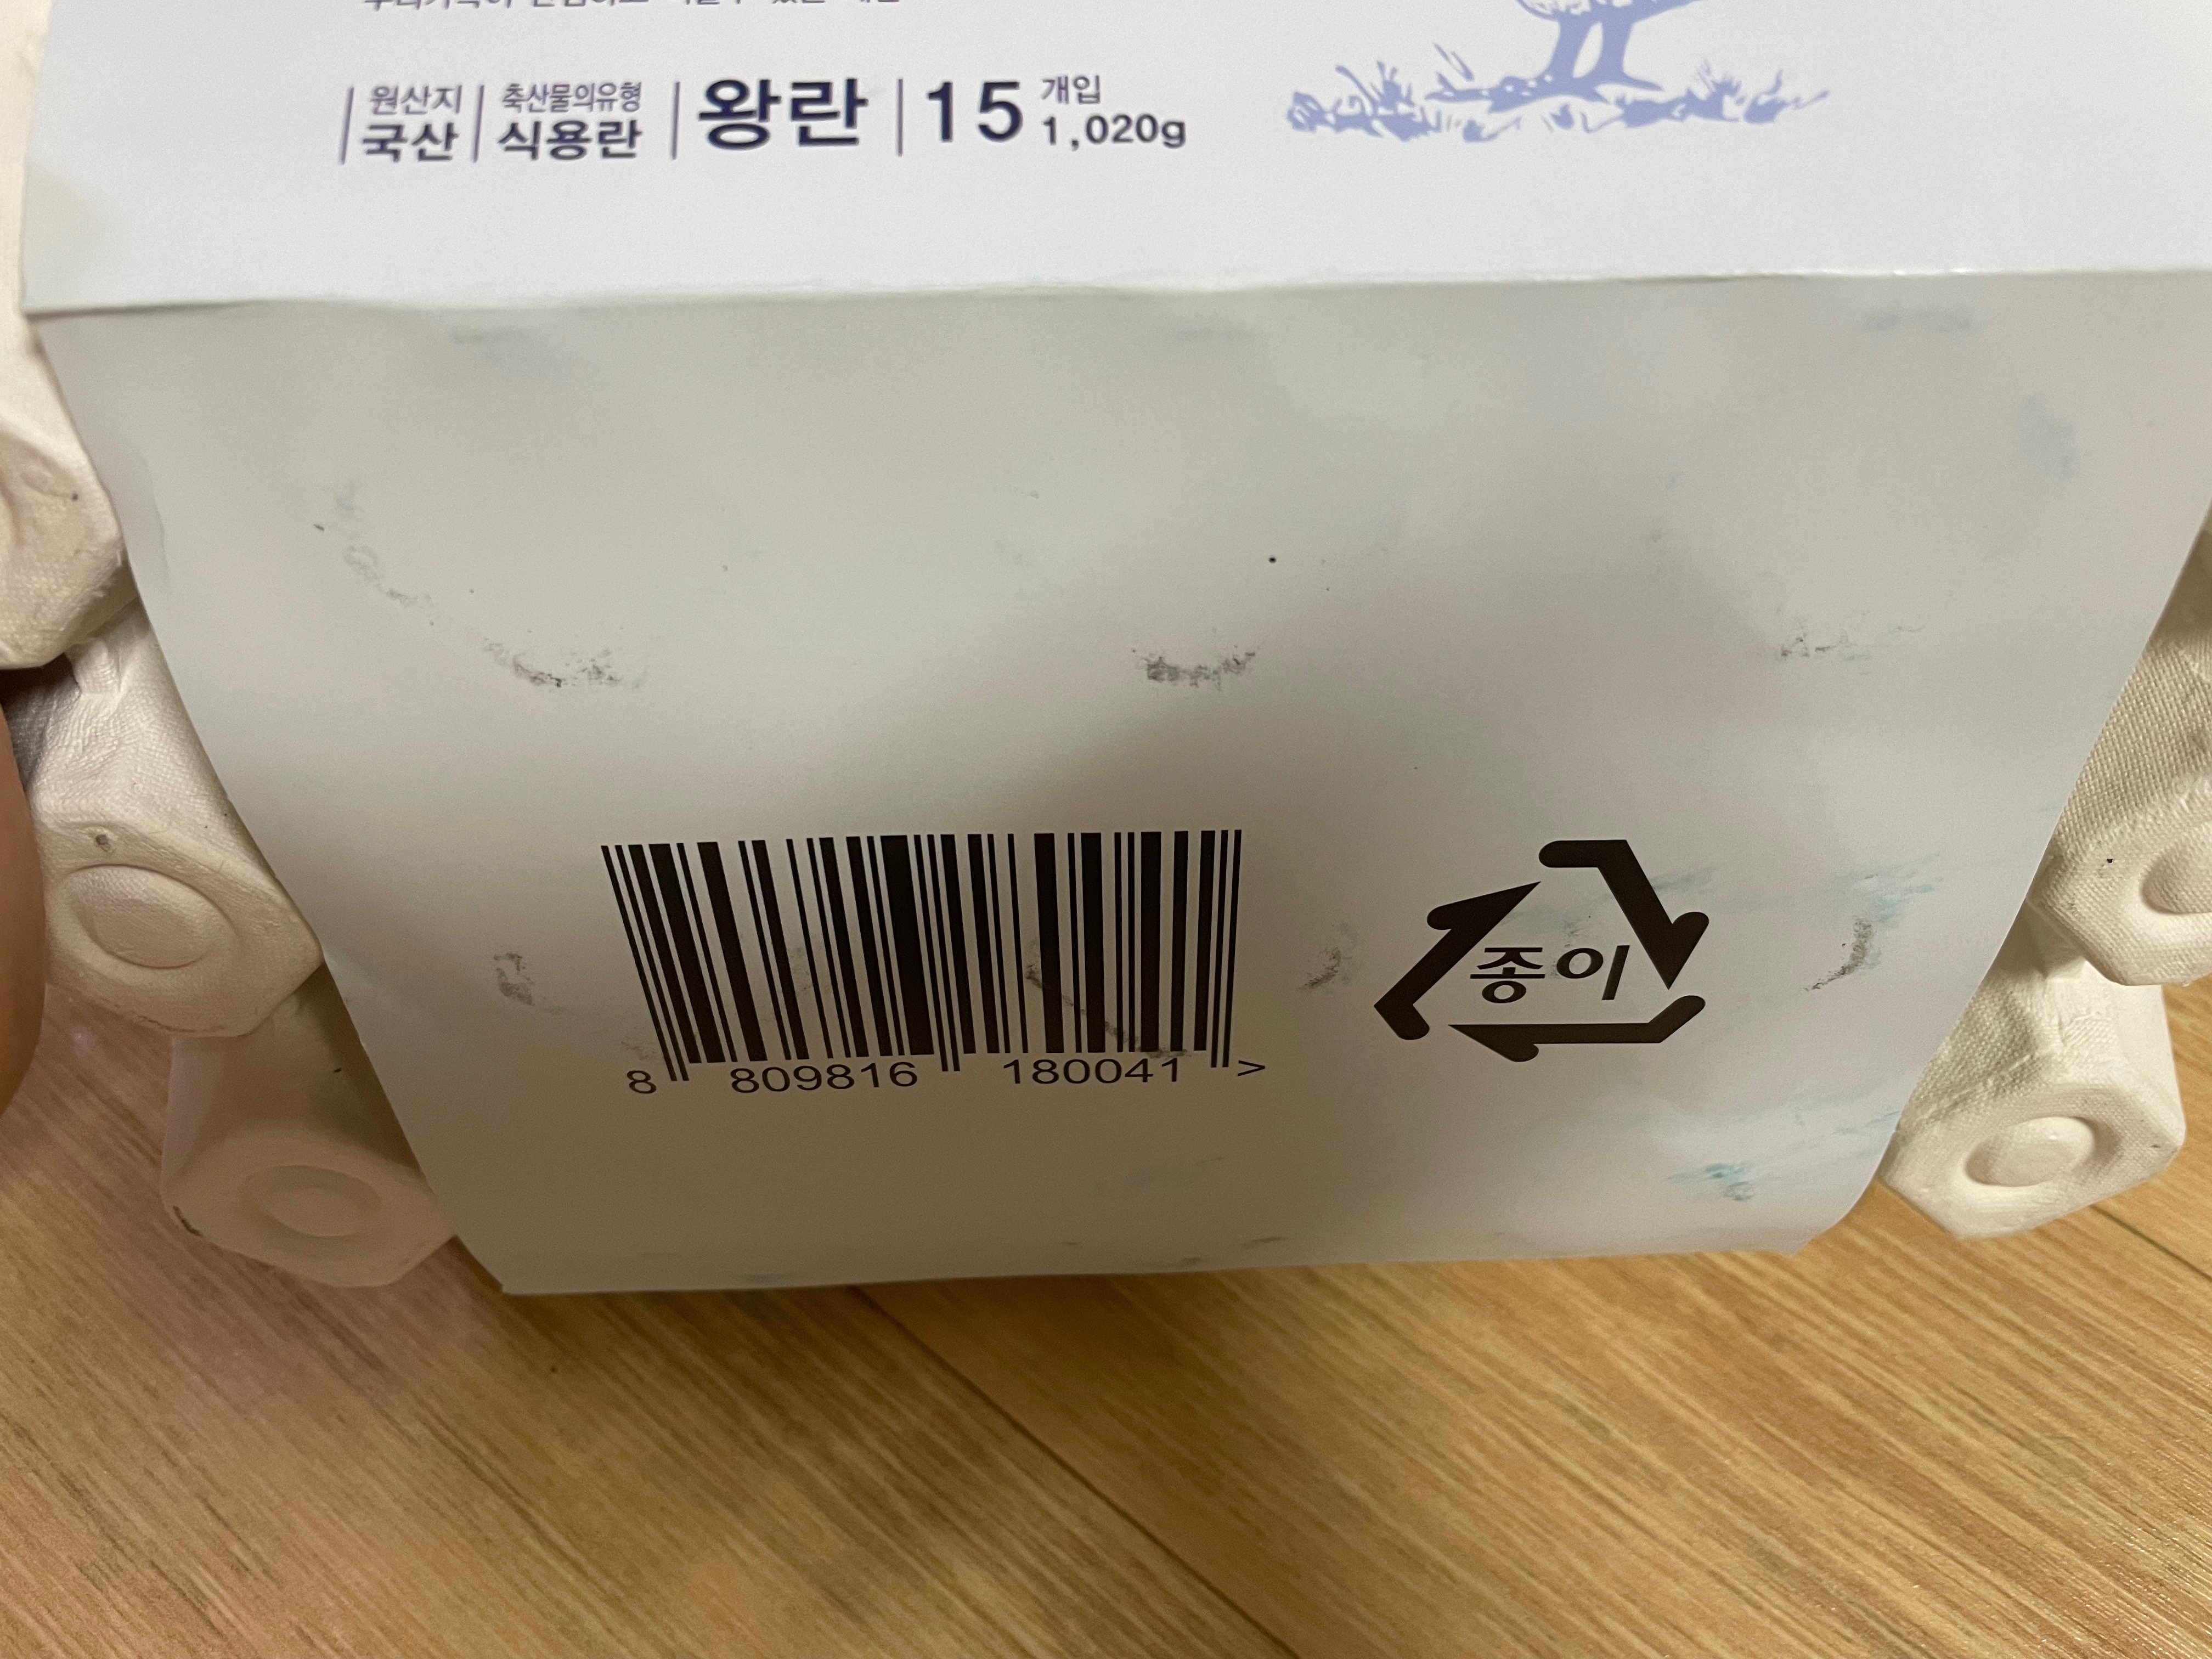 원산지
국산
축산물의유형
식용란
왕란
15 개입
1,020g
종이
8 809816 180041 >